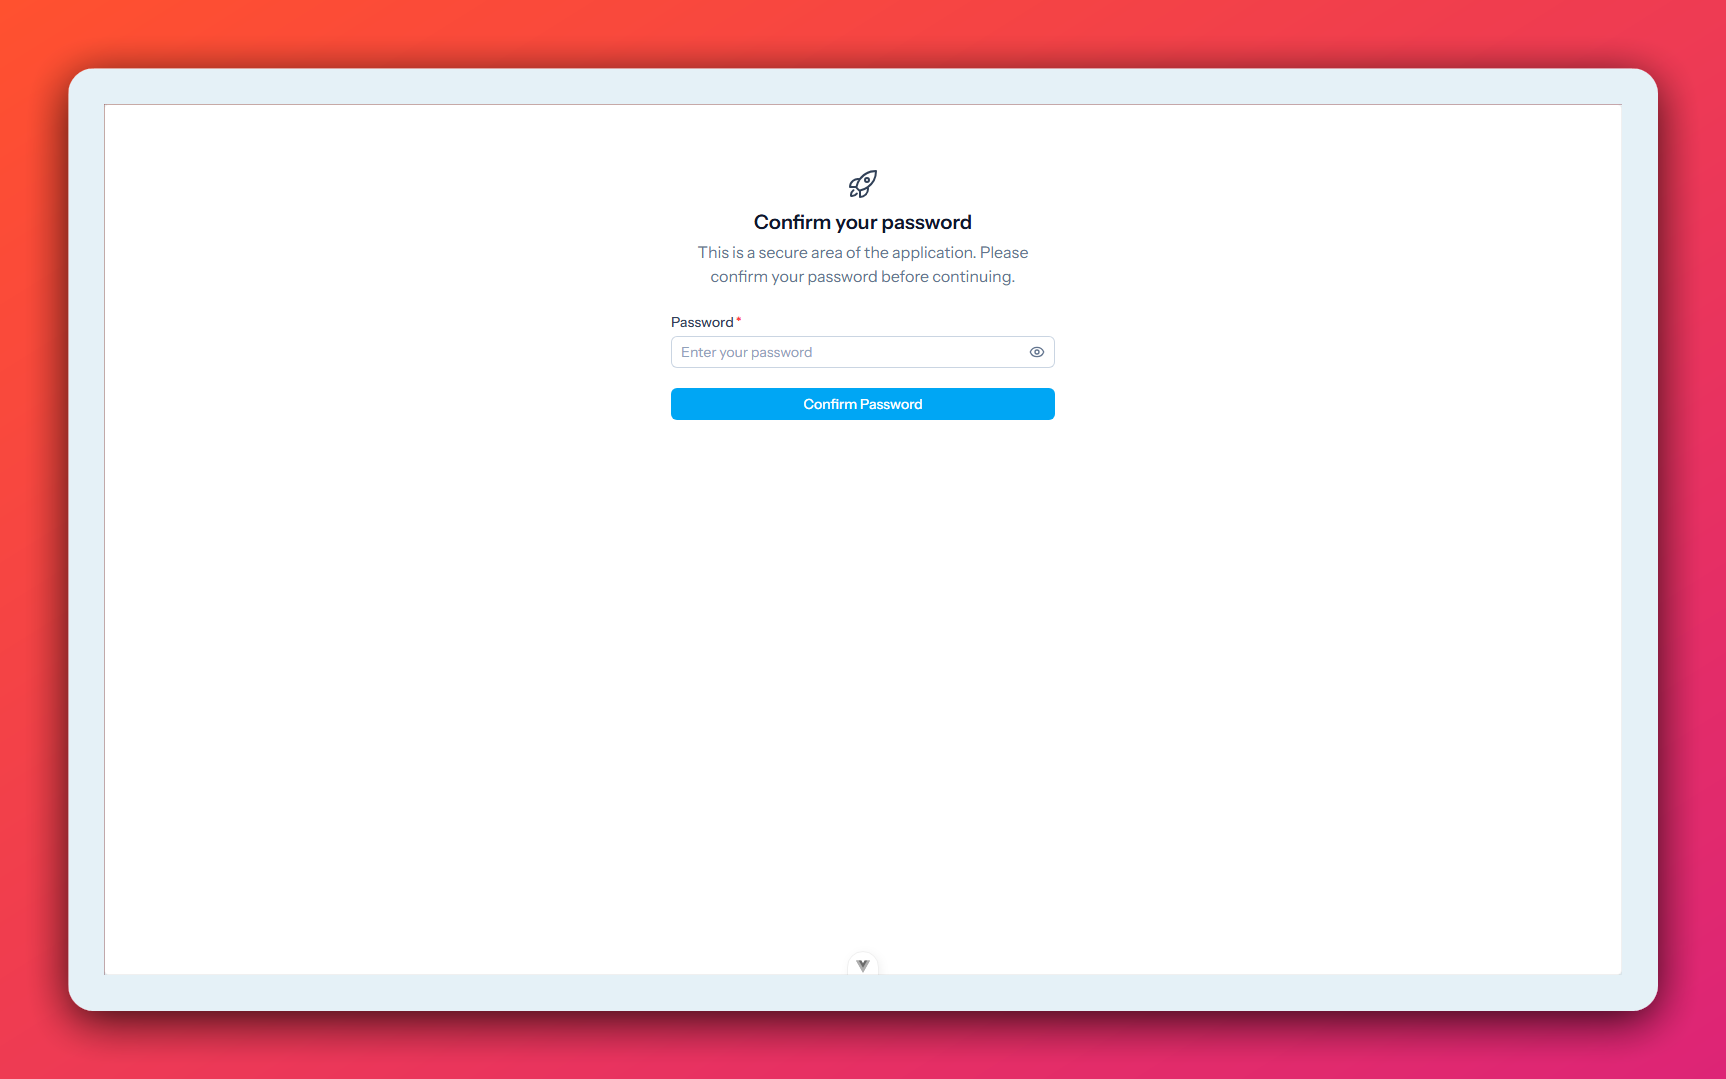 Confirm your password
This is a secure area of the application. Please
confirm your password before continuing.
Password *
Enter your password
Confirm Password